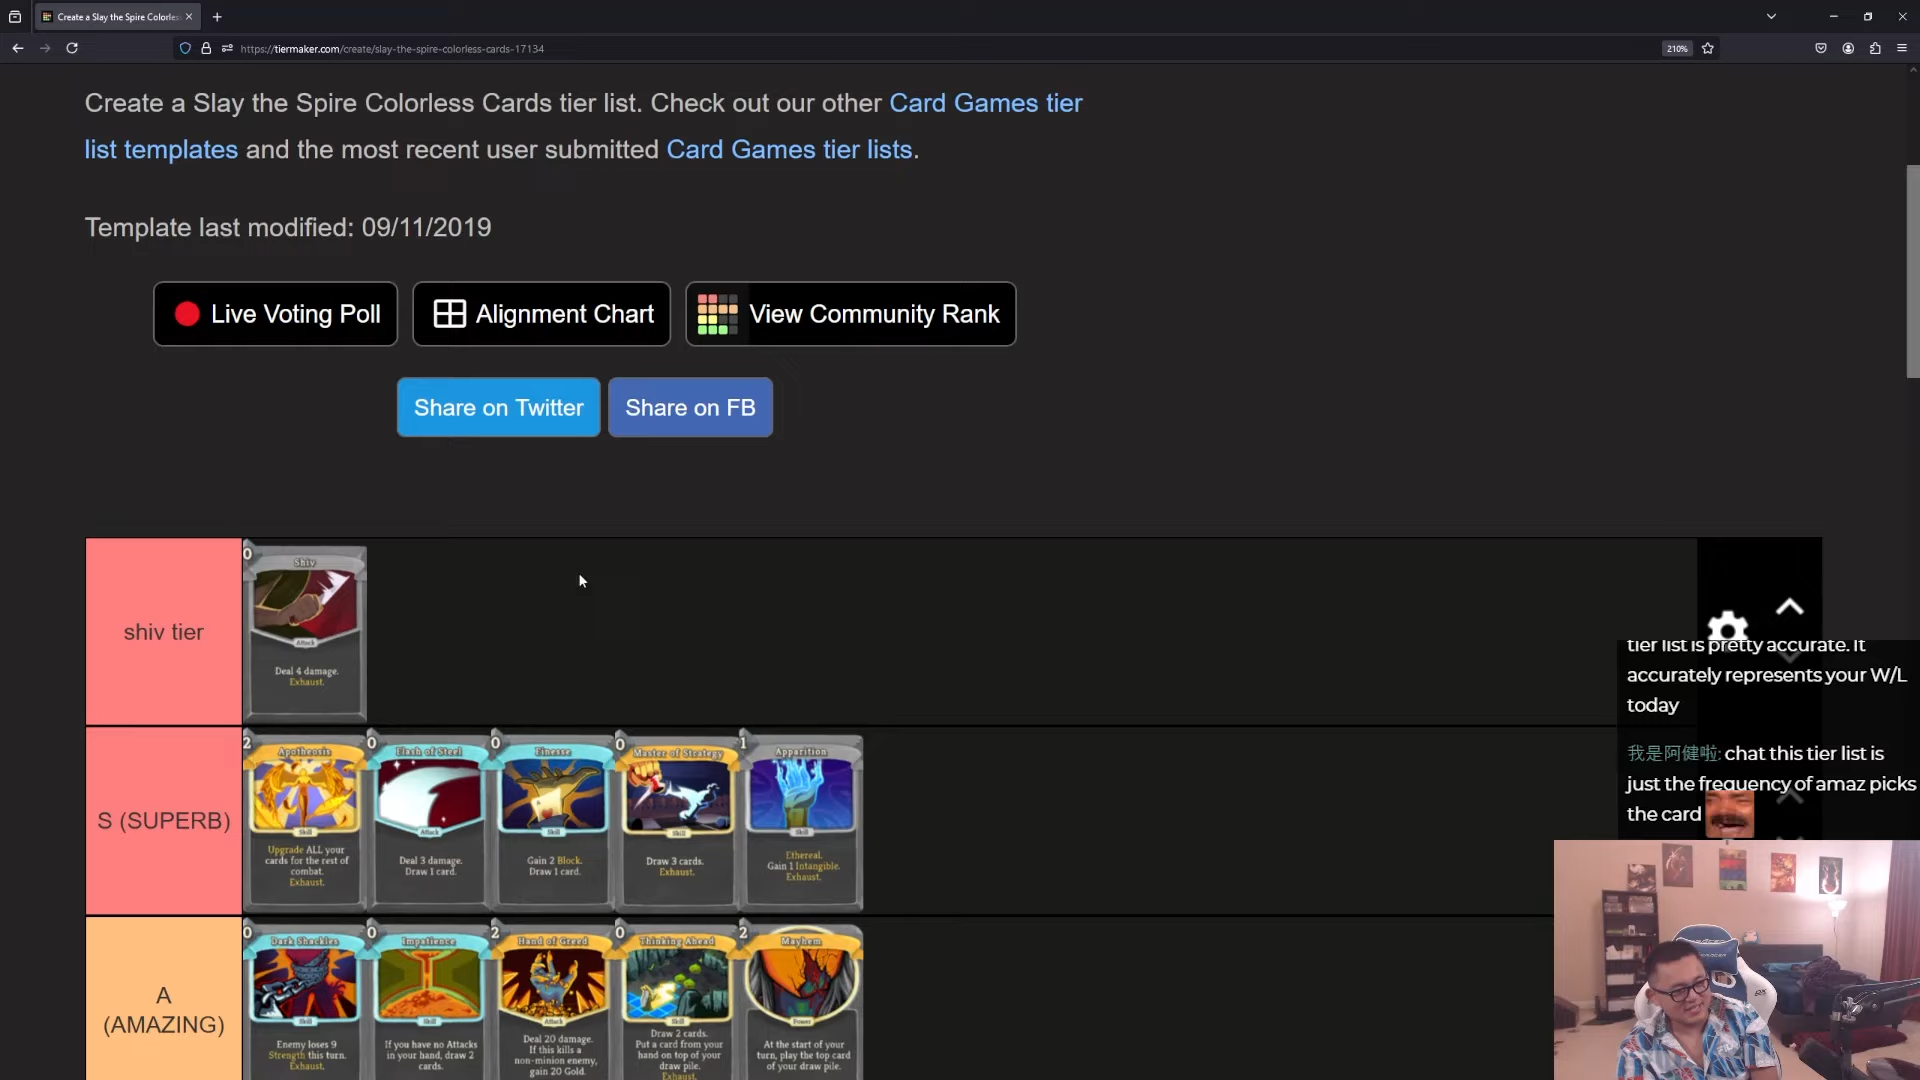 Create a Slay the Spire Colorless
https://tiermaker.com/create/slay-the-spire-colorless-cards-17134
210%
Create a Slay the Spire Colorless Cards tier list. Check out our other Card Games tier
list templates and the most recent user submitted Card Games tier lists.
Template last modified: 09/11/2019
Live Voting Poll
Alignment Chart
View Community Rank
Share on Twitter
Share on FB
shiv tier
0
Shiv
Attack
Deal 4 damage.
Exhaust.
tier list is pretty accurate. It
accurately represents your W/L
today
我是阿健啦: chat this tier list is
just the frequency of amaz picks
the card
S (SUPERB)
2
Apotheosis
Skill
Upgrade ALL your
cards for the rest of
combat.
Exhaust.
0
Flash of Steel
Attack
Deal 3 damage.
Draw 1 card.
0
Finesse
Skill
Gain 2 Block.
Draw 1 card.
0
Master of Strategy
Skill
Draw 3 cards.
Exhaust.
1
Apparition
Skill
Ethereal.
Gain 1 Intangible.
Exhaust.
A
(AMAZING)
0
Dark Shackles
Skill
Enemy loses 9
Strength this turn.
Exhaust.
0
Impatience
Skill
If you have no Attacks
in your hand, draw 2
cards.
2
Hand of Greed
Attack
Deal 20 damage.
If this kills a
non-minion enemy,
gain 20 Gold.
0
Thinking Ahead
Skill
Draw 2 cards.
Put a card from your
hand on top of your
draw pile.
Exhaust.
2
Mayhem
Power
At the start of your
turn, play the top card
of your draw pile.